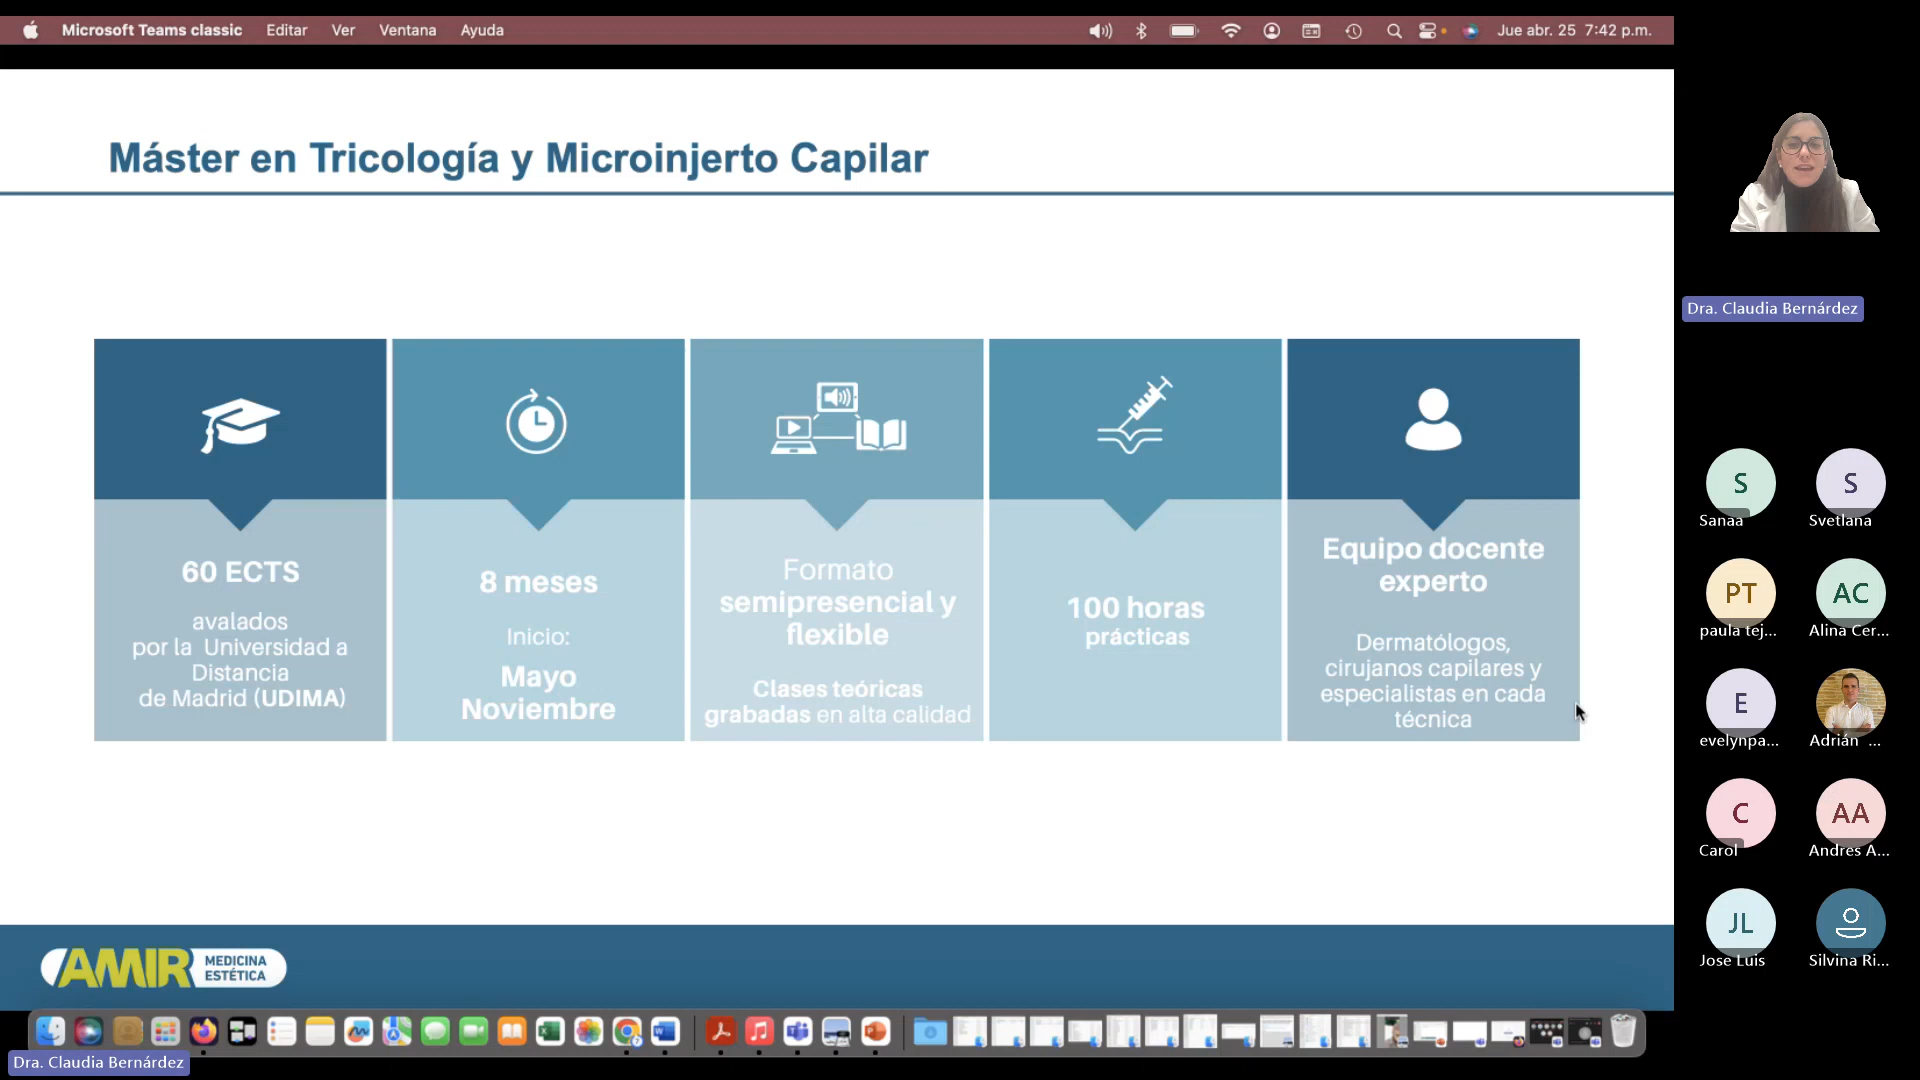 Microsoft Teams classic Editar Ver Ventana Ayuda Jue abr. 25 7:42 p.m.
Máster en Tricología y Microinjerto Capilar
60 ECTS
avalados
por la Universidad a
Distancia
de Madrid (UDIMA)
8 meses
Inicio:
Mayo
Noviembre
Formato
semipresencial y
flexible
Clases teóricas
grabadas en alta calidad
100 horas
prácticas
Equipo docente
experto
Dermatólogos,
cirujanos capilares y
especialistas en cada
técnica
AMIR MEDICINA
ESTÉTICA
Dra. Claudia Bernárdez
Dra. Claudia Bernárdez
S
Sanaa
S
Svetlana
PT
paula tej...
AC
Alina Cer...
E
evelynpa...
Adrián ...
C
Carol
AA
Andres A...
JL
Jose Luis
Silvina Ri...